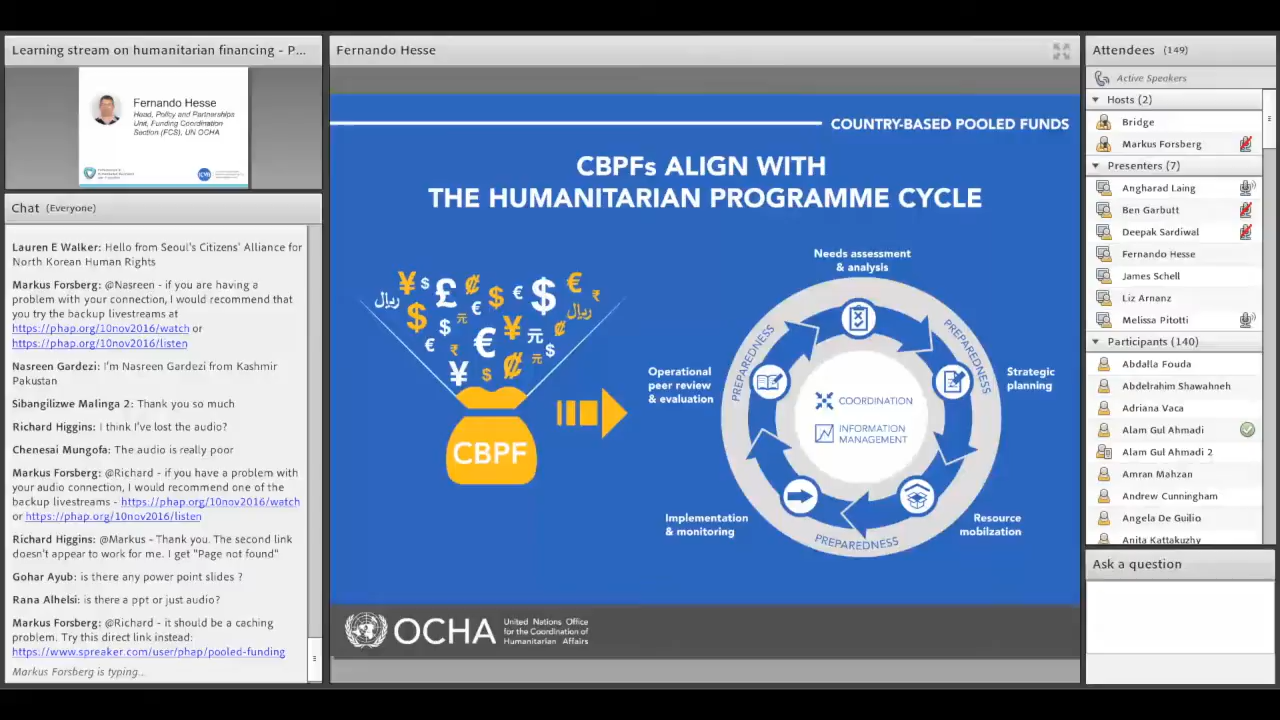 Learning stream on humanitarian financing - P...
Fernando Hesse
Head, Policy and Partnerships
Unit, Funding Coordination
Section (FCS), UN OCHA
Chat (Everyone)
Lauren E Walker: Hello from Seoul's Citizens' Alliance for
North Korean Human Rights
Markus Forsberg: @Nasreen - if you are having a
problem with your connection, I would recommend that
you try the backup livestreams at
https://phap.org/10nov2016/watch or
https://phap.org/10nov2016/listen
Nasreen Gardezi: I'm Nasreen Gardezi from Kashmir
Pakustan
Sibangilizwe Malinga 2: Thank you so much
Richard Higgins: I think I've lost the audio?
Chenesai Mungofa: The audio is really poor
Markus Forsberg: @Richard - if you have a problem with
your audio connection, I would recommend one of the
backup livestreams - https://phap.org/10nov2016/watch
or https://phap.org/10nov2016/listen
Richard Higgins: @Markus - Thank you. The second link
doesn't appear to work for me. I get "Page not found"
Gohar Ayub: is there any power point slides ?
Rana Alhelsi: is there a ppt or just audio?
Markus Forsberg: @Richard - it should be a caching
problem. Try this direct link instead:
https://www.spreaker.com/user/phap/pooled-funding
Markus Forsberg is typing...
Fernando Hesse
COUNTRY-BASED POOLED FUNDS
CBPFs ALIGN WITH
THE HUMANITARIAN PROGRAMME CYCLE
CBPF
Needs assessment
& analysis
Strategic
planning
Resource
mobilzation
Implementation
& monitoring
Operational
peer review
& evaluation
PREPAREDNESS
PREPAREDNESS
PREPAREDNESS
COORDINATION
INFORMATION
MANAGEMENT
OCHA
United Nations Office
for the Coordination of
Humanitarian Affairs
Attendees (149)
Active Speakers
Hosts (2)
Bridge
Markus Forsberg
Presenters (7)
Angharad Laing
Ben Garbutt
Deepak Sardiwal
Fernando Hesse
James Schell
Liz Arnanz
Melissa Pitotti
Participants (140)
Abdalla Fouda
Abdelrahim Shawahneh
Adriana Vaca
Alam Gul Ahmadi
Alam Gul Ahmadi 2
Amran Mahzan
Andrew Cunningham
Angela De Guilio
Anita Kattakuzhy
Ask a question